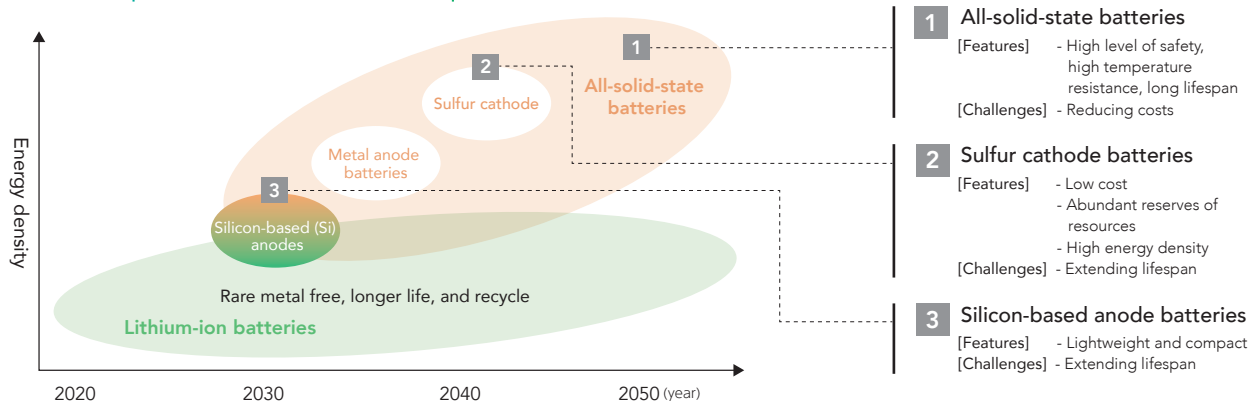 Energy density
1
2
Sulfur cathode
All-solid-state
batteries
Metal anode
batteries
3
Silicon-based (Si)
anodes
Rare metal free, longer life, and recycle
Lithium-ion batteries
2020 2030 2040 2050 (year)
1 All-solid-state batteries
[Features] - High level of safety,
high temperature
resistance, long lifespan
[Challenges] - Reducing costs
2 Sulfur cathode batteries
[Features] - Low cost
- Abundant reserves of
resources
- High energy density
[Challenges] - Extending lifespan
3 Silicon-based anode batteries
[Features] - Lightweight and compact
[Challenges] - Extending lifespan